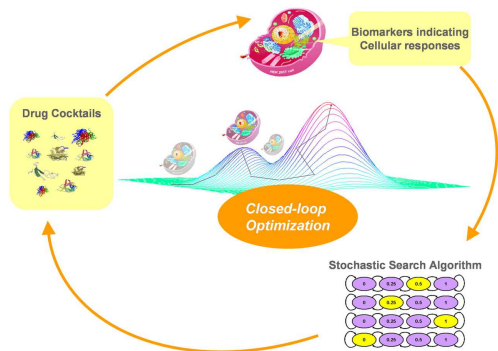 Biomarkers indicating
Cellular responses
Drug Cocktails
Closed-loop
Optimization
Stochastic Search Algorithm
0 0.25 0.5 1
0 0.25 0.5 1
0 0.25 0.5 1
0 0.25 0.5 1